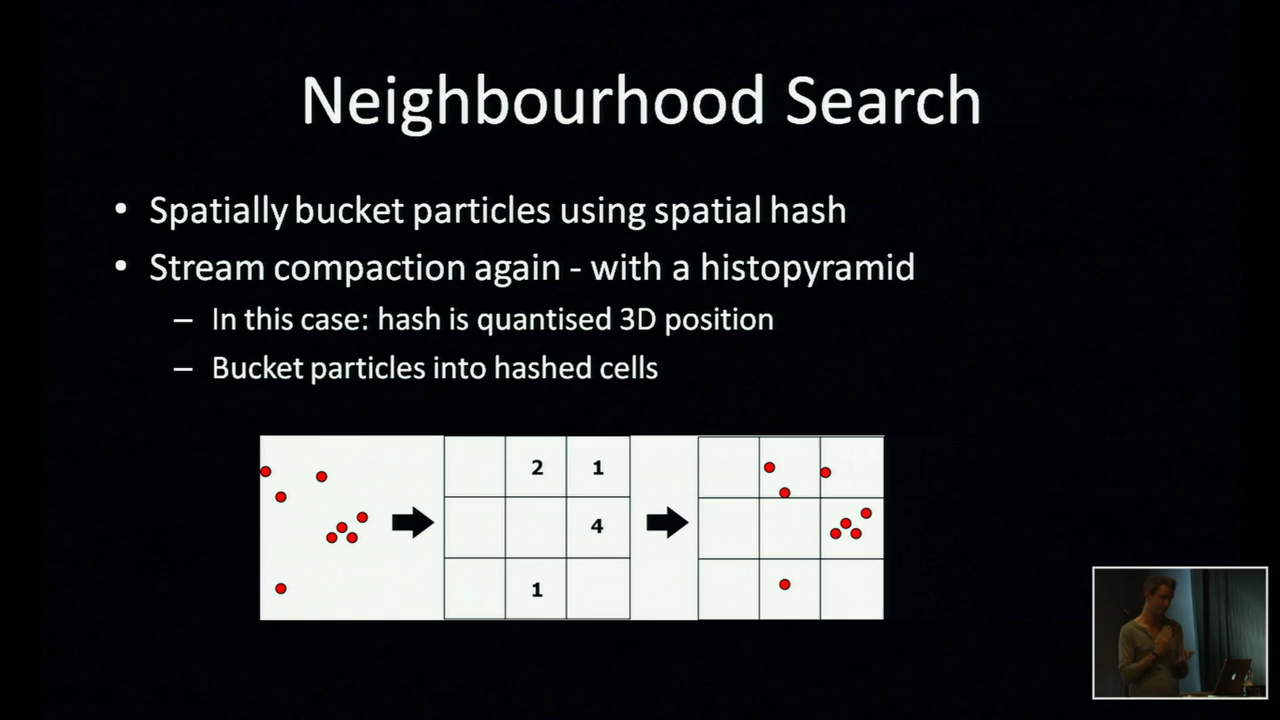 Neighbourhood Search
• Spatially bucket particles using spatial hash
• Stream compaction again - with a histopyramid
– In this case: hash is quantised 3D position
– Bucket particles into hashed cells
2 1
4
1